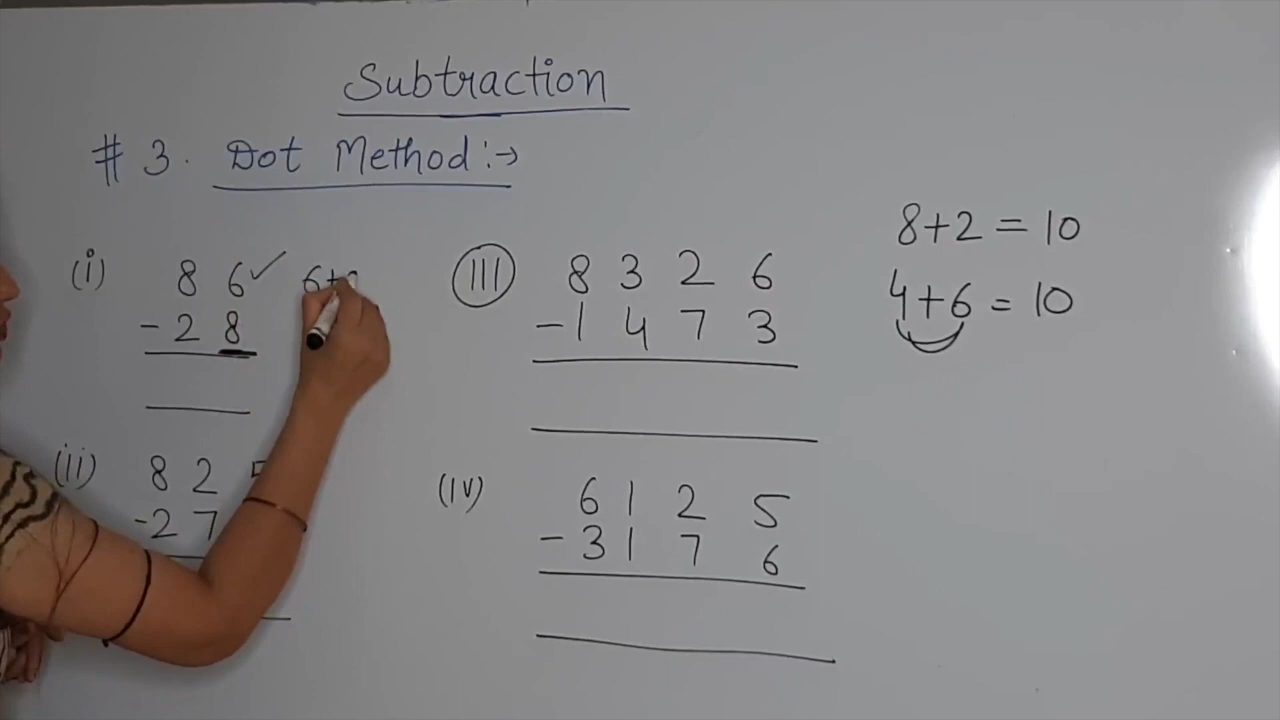 Subtraction
# 3. Dot Method :→
(i) 8 6 ✓ 6+
- 2 8
(ii) 8 2
- 2 7
(III) 8 3 2 6
- 1 4 7 3
(iv) 6 1 2 5
- 3 1 7 6
8+2 = 10
4+6 = 10